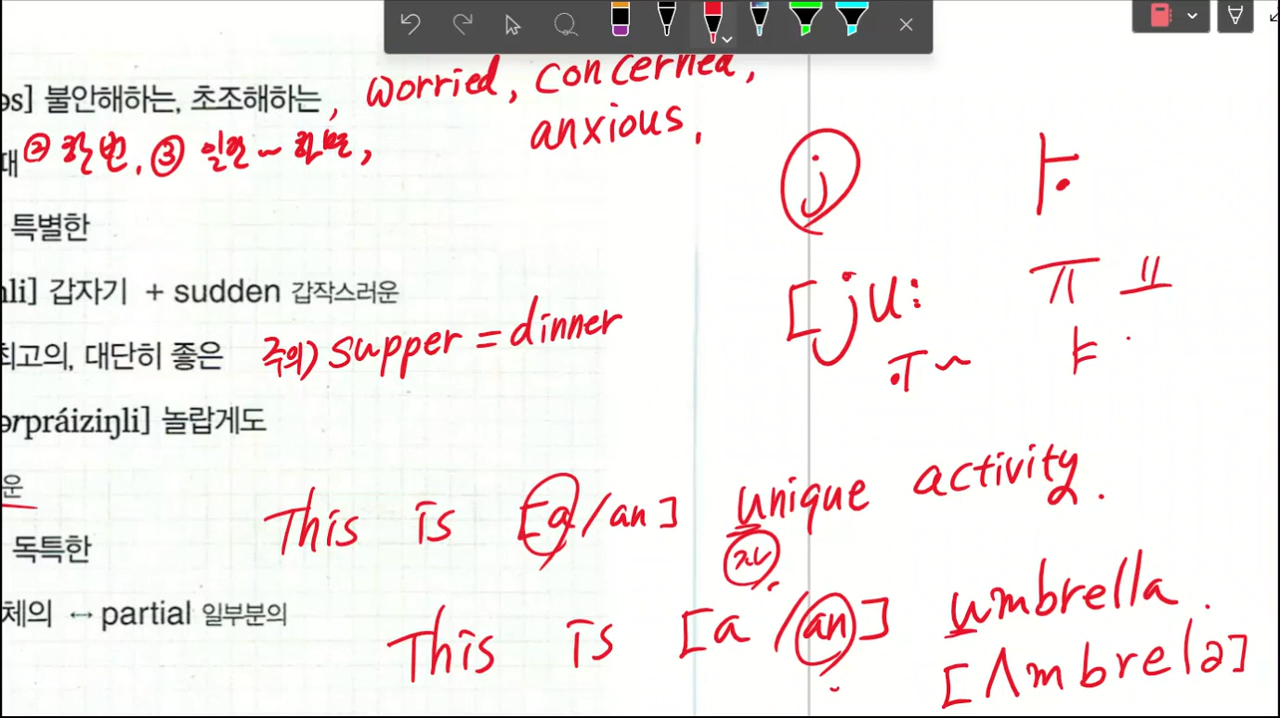 əs] 불안해하는, 초조해하는, worried, concerned,
anxious.
때 ② 한번, ③ 일단 ~ 하면,
특별한
nli] 갑자기 + sudden 갑작스러운
최고의, 대단히 좋은 주의) supper = dinner
ərpráiziŋli] 놀랍게도
운
독특한
체의 ↔ partial 일부분의
j ㅑ
[ju: ㅠ ㅛ
ㅜ~ ㅑ
This is [a/an] unique activity.
자음
This is [a/an] umbrella.
[ʌmbrelə]